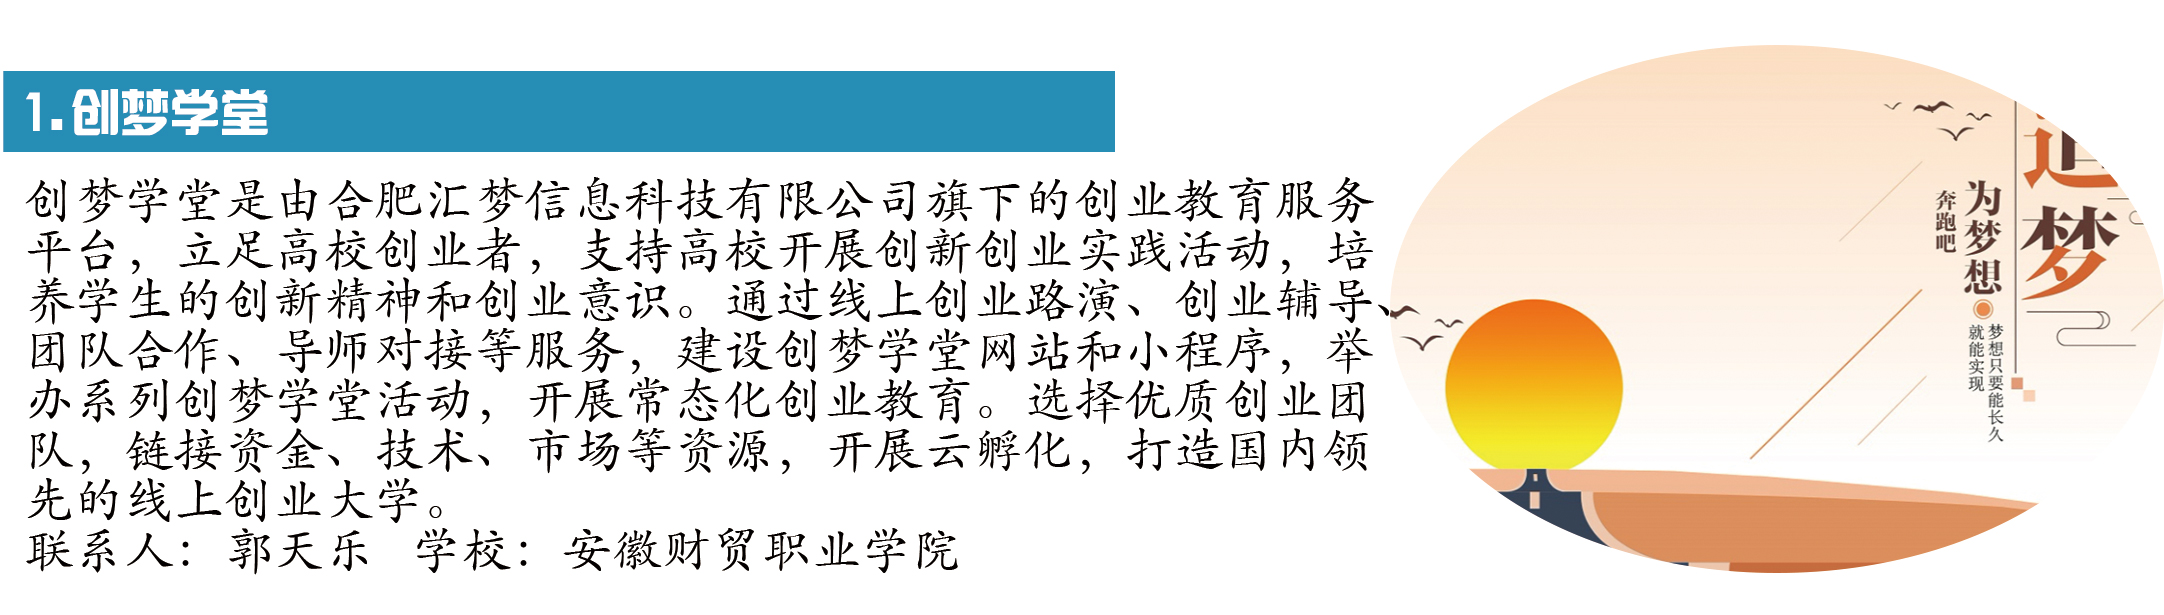 1.创梦学堂
创梦学堂是由合肥汇梦信息科技有限公司旗下的创业教育服务
平台，立足高校创业者，支持高校开展创新创业实践活动，培
养学生的创新精神和创业意识。通过线上创业路演、创业辅导、
团队合作、导师对接等服务，建设创梦学堂网站和小程序，举
办系列创梦学堂活动，开展常态化创业教育。选择优质创业团
队，链接资金、技术、市场等资源，开展云孵化，打造国内领
先的线上创业大学。
联系人：郭天乐 学校：安徽财贸职业学院
追梦
为梦想
奔跑吧
梦想只要能长久
就能实现